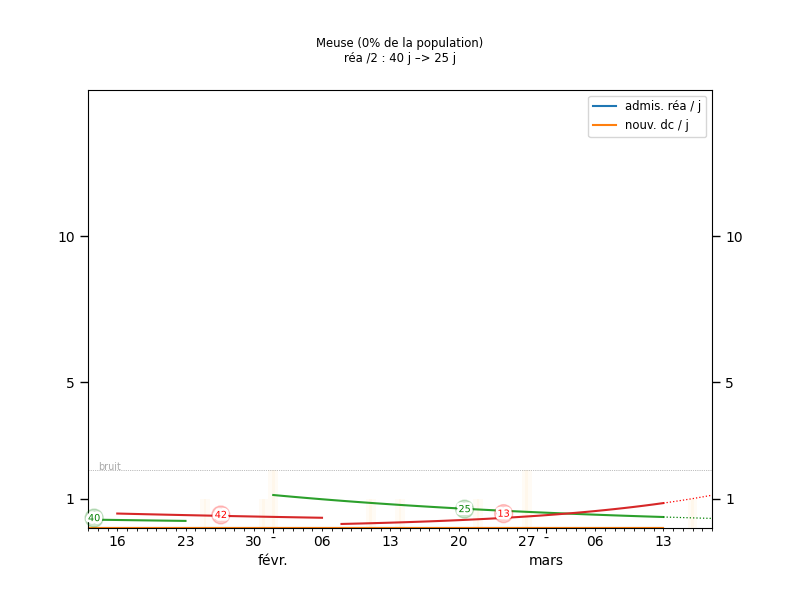 Meuse (0% de la population)
réa /2 : 40 j –> 25 j
admis. réa / j
nouv. dc / j
10 10
5 5
bruit
1 1
40 42 25 13
16 23 30 - 06 13 20 27 - 06 13
févr. mars